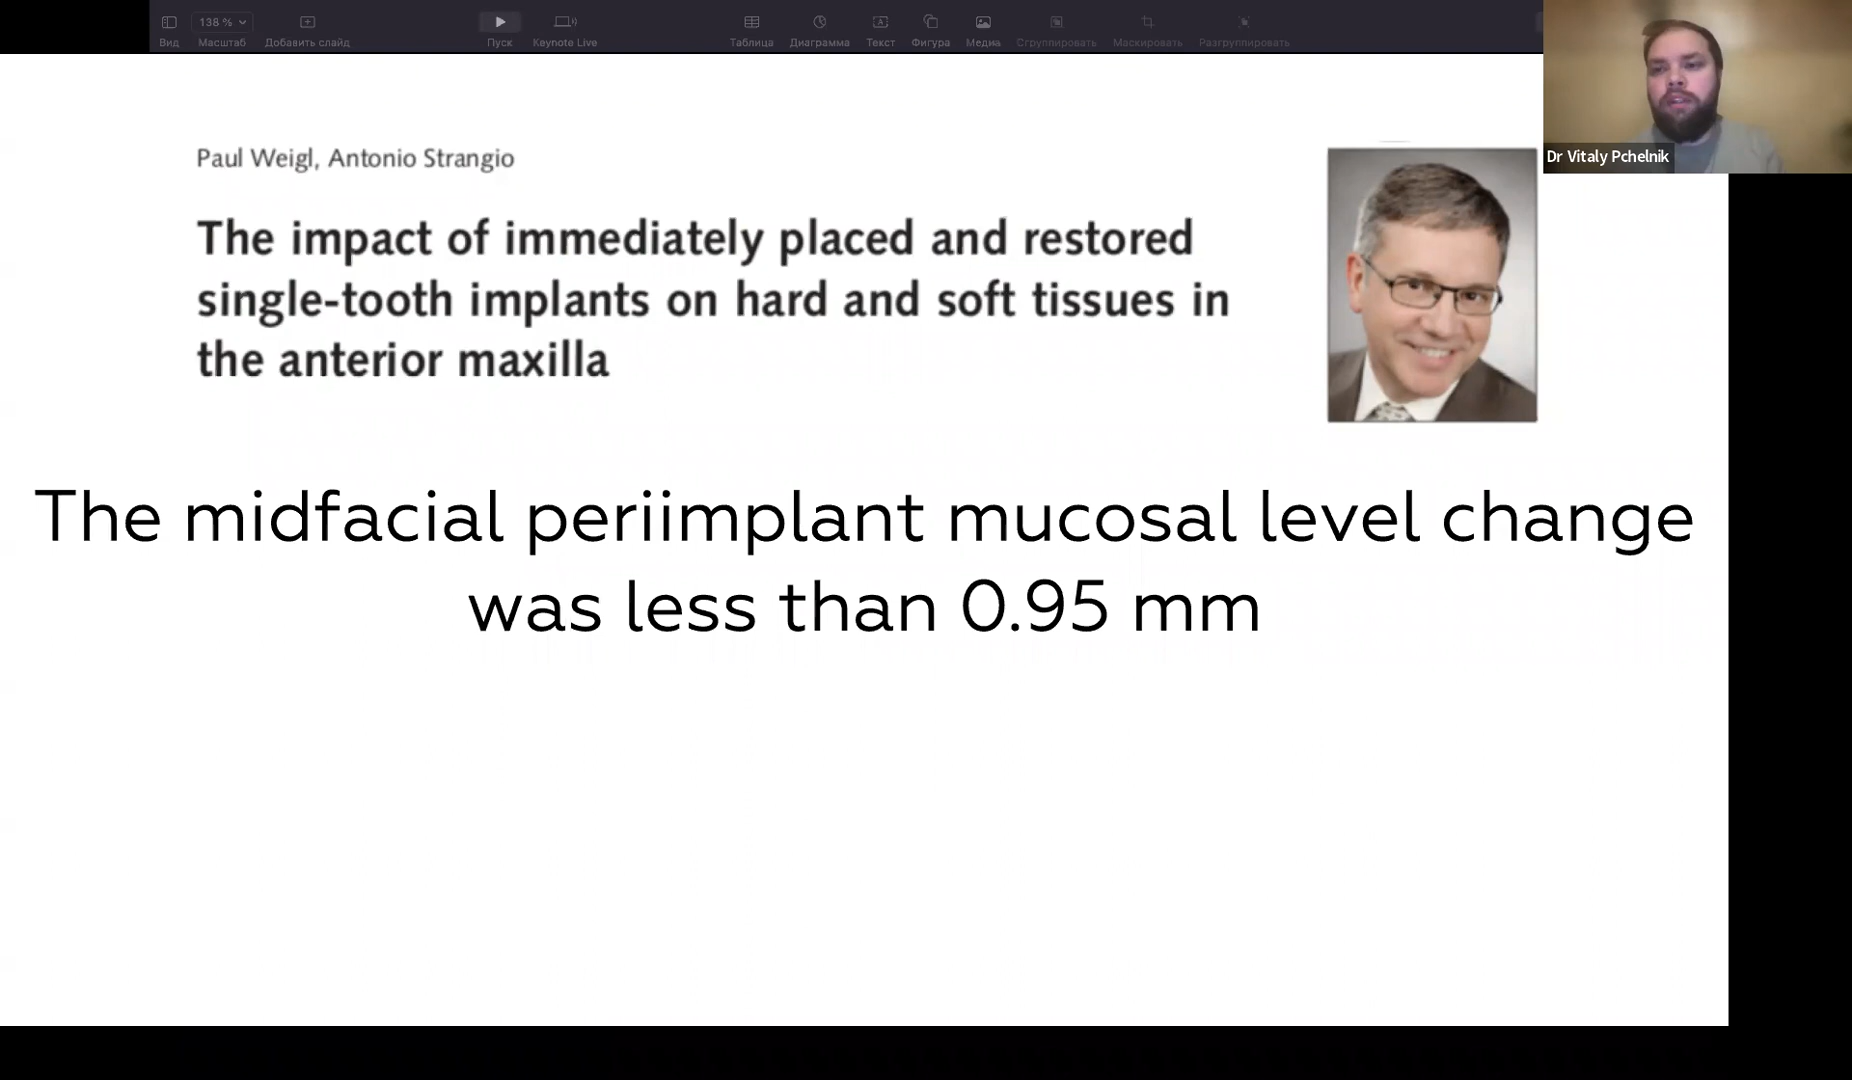 138 %
Вид
Масштаб
Добавить слайд
Пуск
Keynote Live
Таблица
Диаграмма
Текст
Фигура
Медиа
Сгруппировать
Маскировать
Разгруппировать
Dr Vitaly Pchelnik
Paul Weigl, Antonio Strangio
The impact of immediately placed and restored
single-tooth implants on hard and soft tissues in
the anterior maxilla
The midfacial periimplant mucosal level change
was less than 0.95 mm